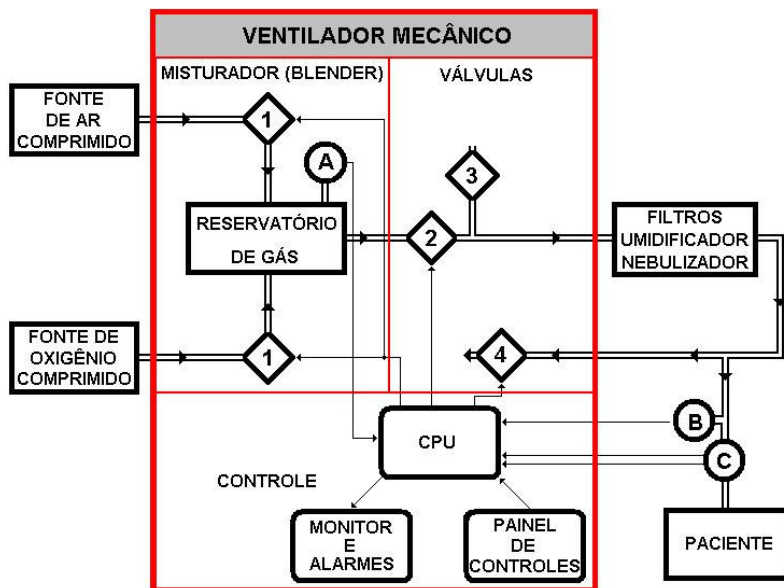 VENTILADOR MECÂNICO
MISTURADOR (BLENDER)
VÁLVULAS
FONTE
DE AR
COMPRIMIDO
1
A
3
RESERVATÓRIO
DE GÁS
2
FILTROS
UMIDIFICADOR
NEBULIZADOR
FONTE DE
OXIGÊNIO
COMPRIMIDO
1
4
B
CPU
C
CONTROLE
MONITOR
E
ALARMES
PAINEL
DE
CONTROLES
PACIENTE